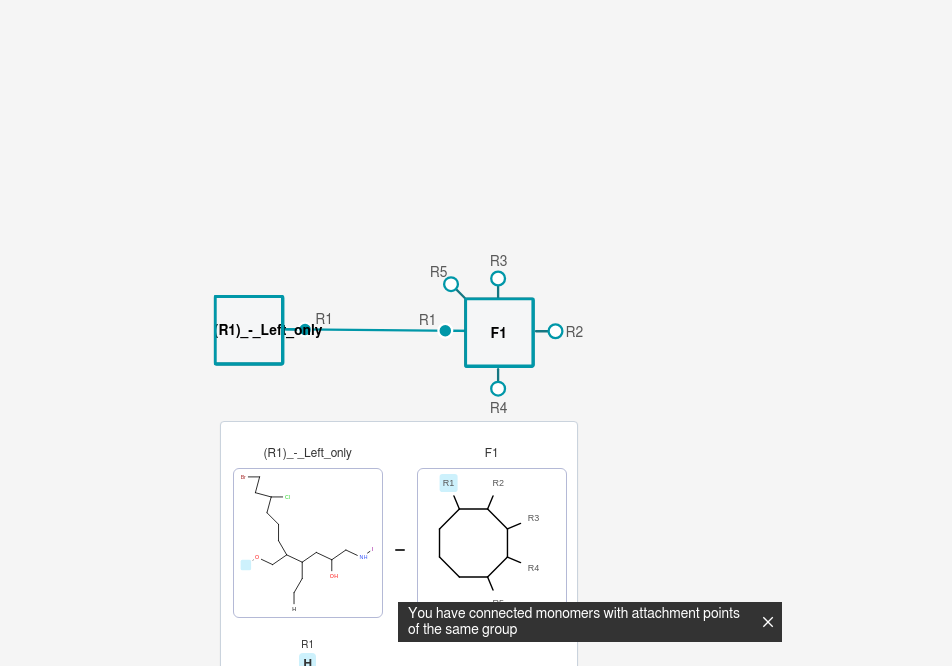 R3
R5
R1
R1
(R1)_-_Left_only
F1
R2
R4
(R1)_-_Left_only
F1
Br
Cl
O
OH
NH
I
H
R1
R2
R3
R4
You have connected monomers with attachment points
of the same group
R1
H